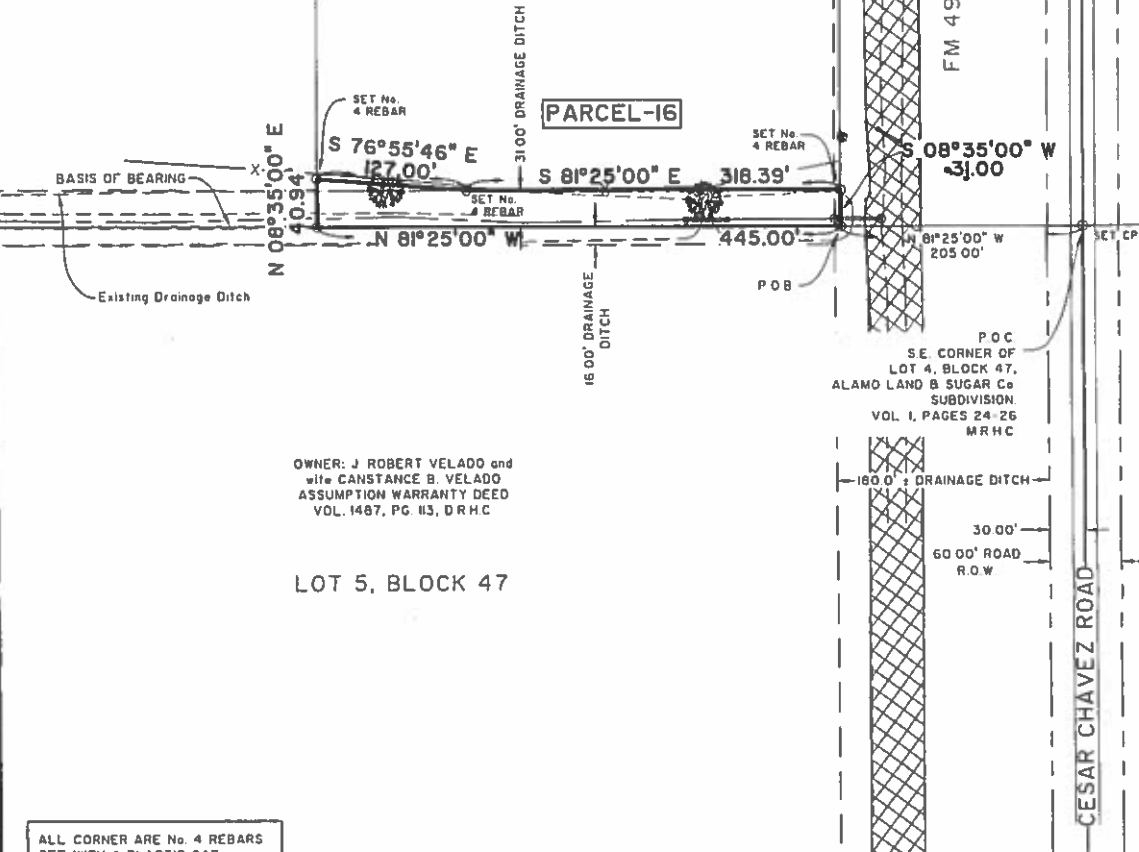 FM 49
31.00' DRAINAGE DITCH
SET No.
4 REBAR
PARCEL-16
SET No.
4 REBAR
N 08°35'00" E
40.94'
S 76°55'46" E
127.00'
X
S 81°25'00" E 318.39'
S 08°35'00" W
31.00
BASIS OF BEARING
SET No.
4 REBAR
N 81°25'00" W 445.00'
N 81°25'00" W
205.00'
SET CP
Existing Drainage Ditch
P O B
16.00' DRAINAGE
DITCH
P.O.C.
S.E. CORNER OF
LOT 4, BLOCK 47,
ALAMO LAND & SUGAR Co
SUBDIVISION.
VOL 1, PAGES 24-26
M R H C
OWNER: J ROBERT VELADO and
wife CANSTANCE B. VELADO
ASSUMPTION WARRANTY DEED
VOL. 1487, PG. 113, D R H C
180.0' ± DRAINAGE DITCH
30.00'
60.00' ROAD
R.O.W.
LOT 5, BLOCK 47
CESAR CHAVEZ ROAD
ALL CORNER ARE No. 4 REBARS